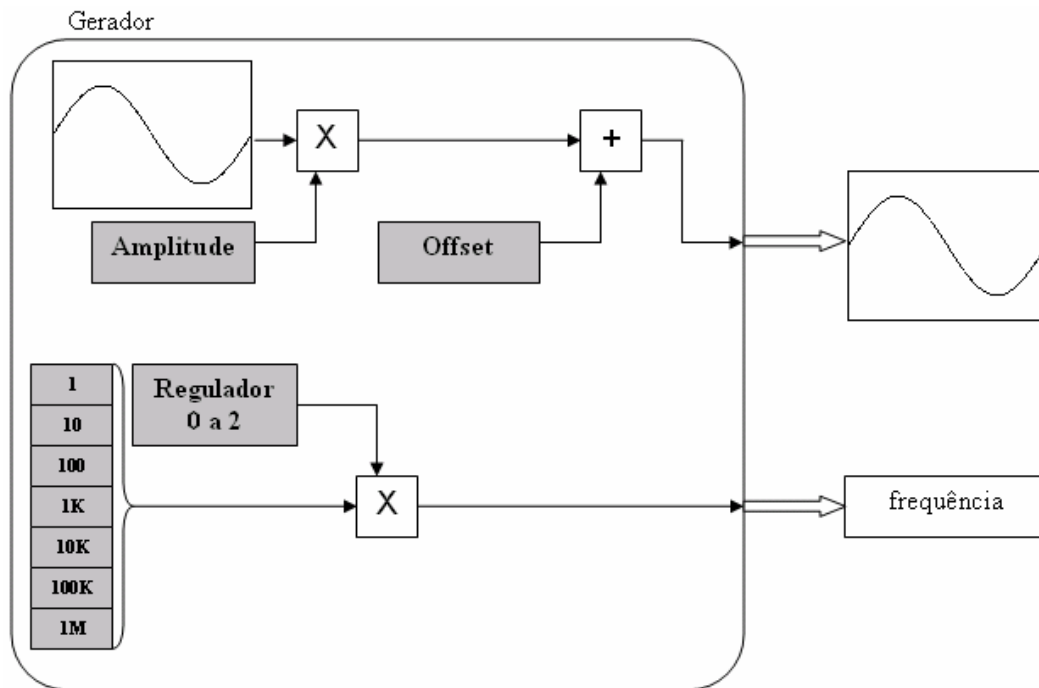 Gerador
X
+
Amplitude
Offset
1
10
100
1K
10K
100K
1M
Regulador
0 a 2
X
frequência